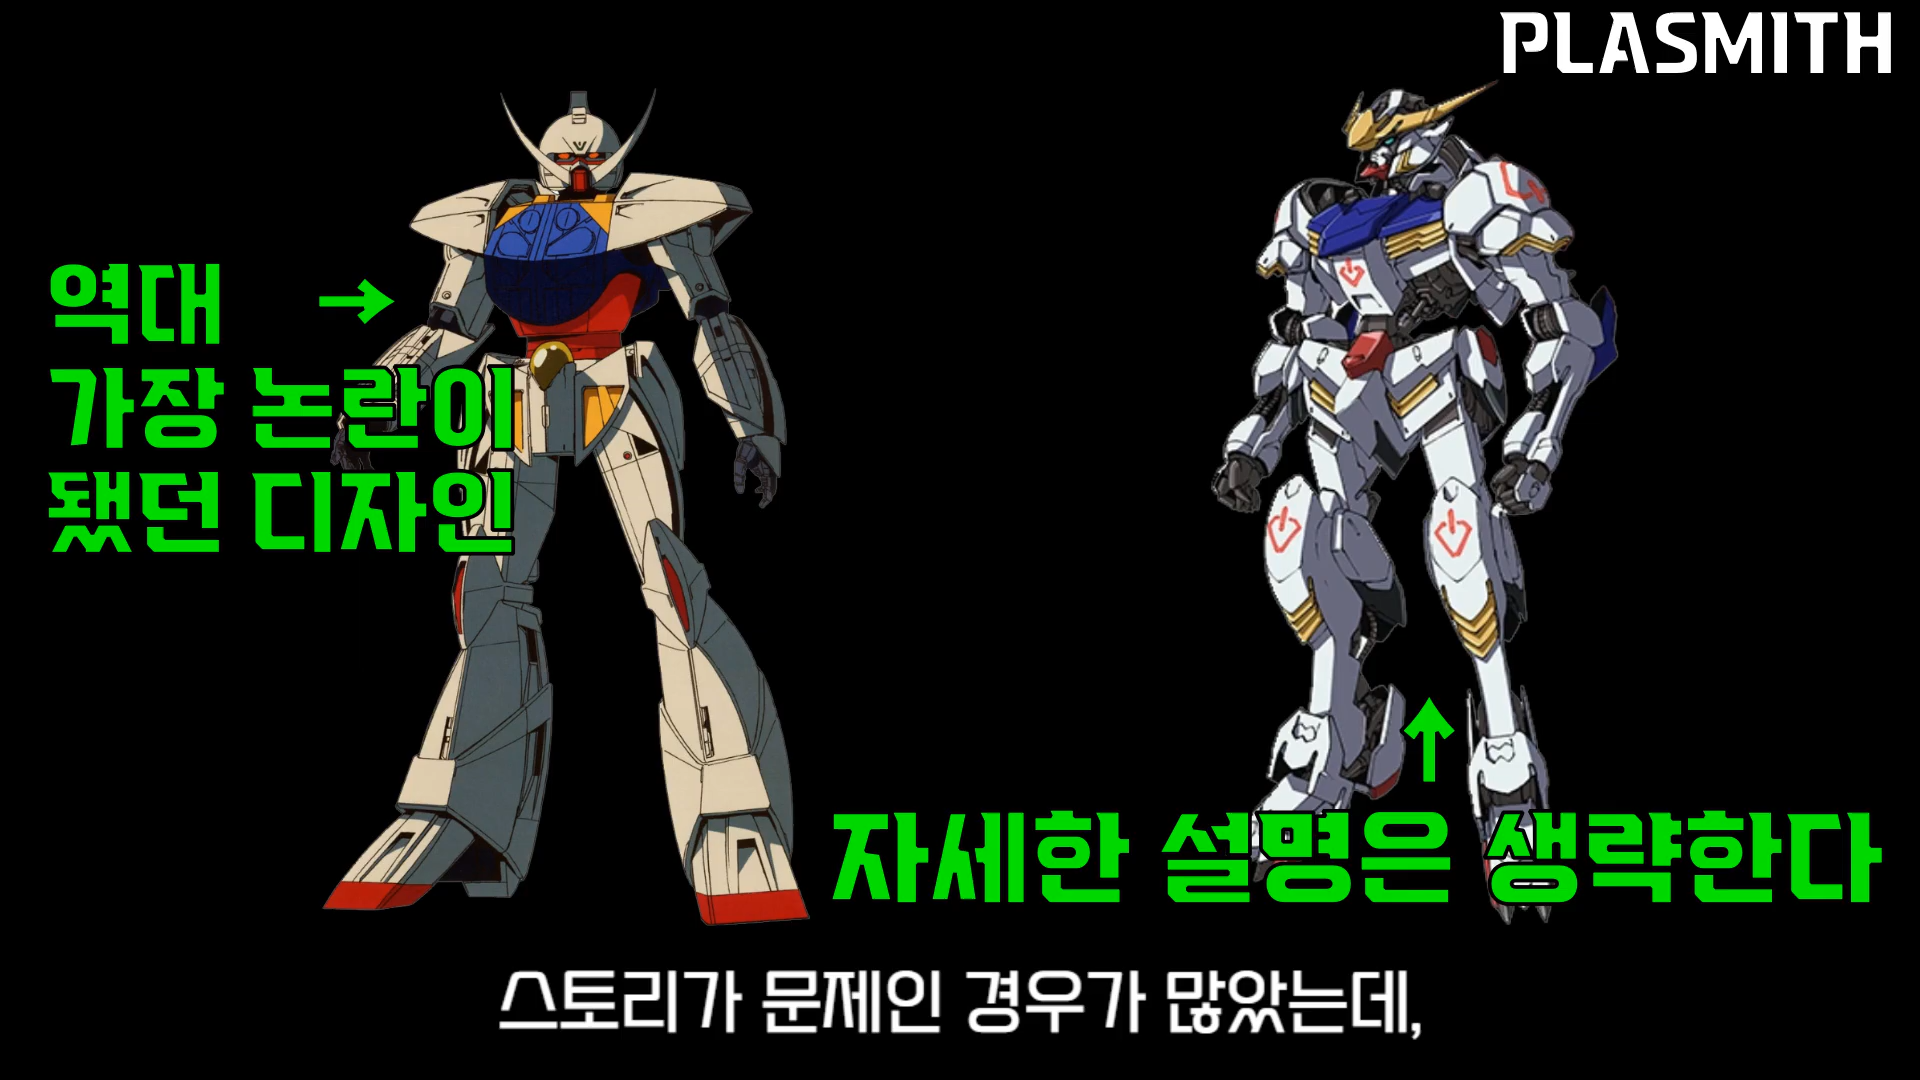 PLASMITH
역대 →
가장 논란이
됐던 디자인
↑
자세한 설명은 생략한다
스토리가 문제인 경우가 많았는데,